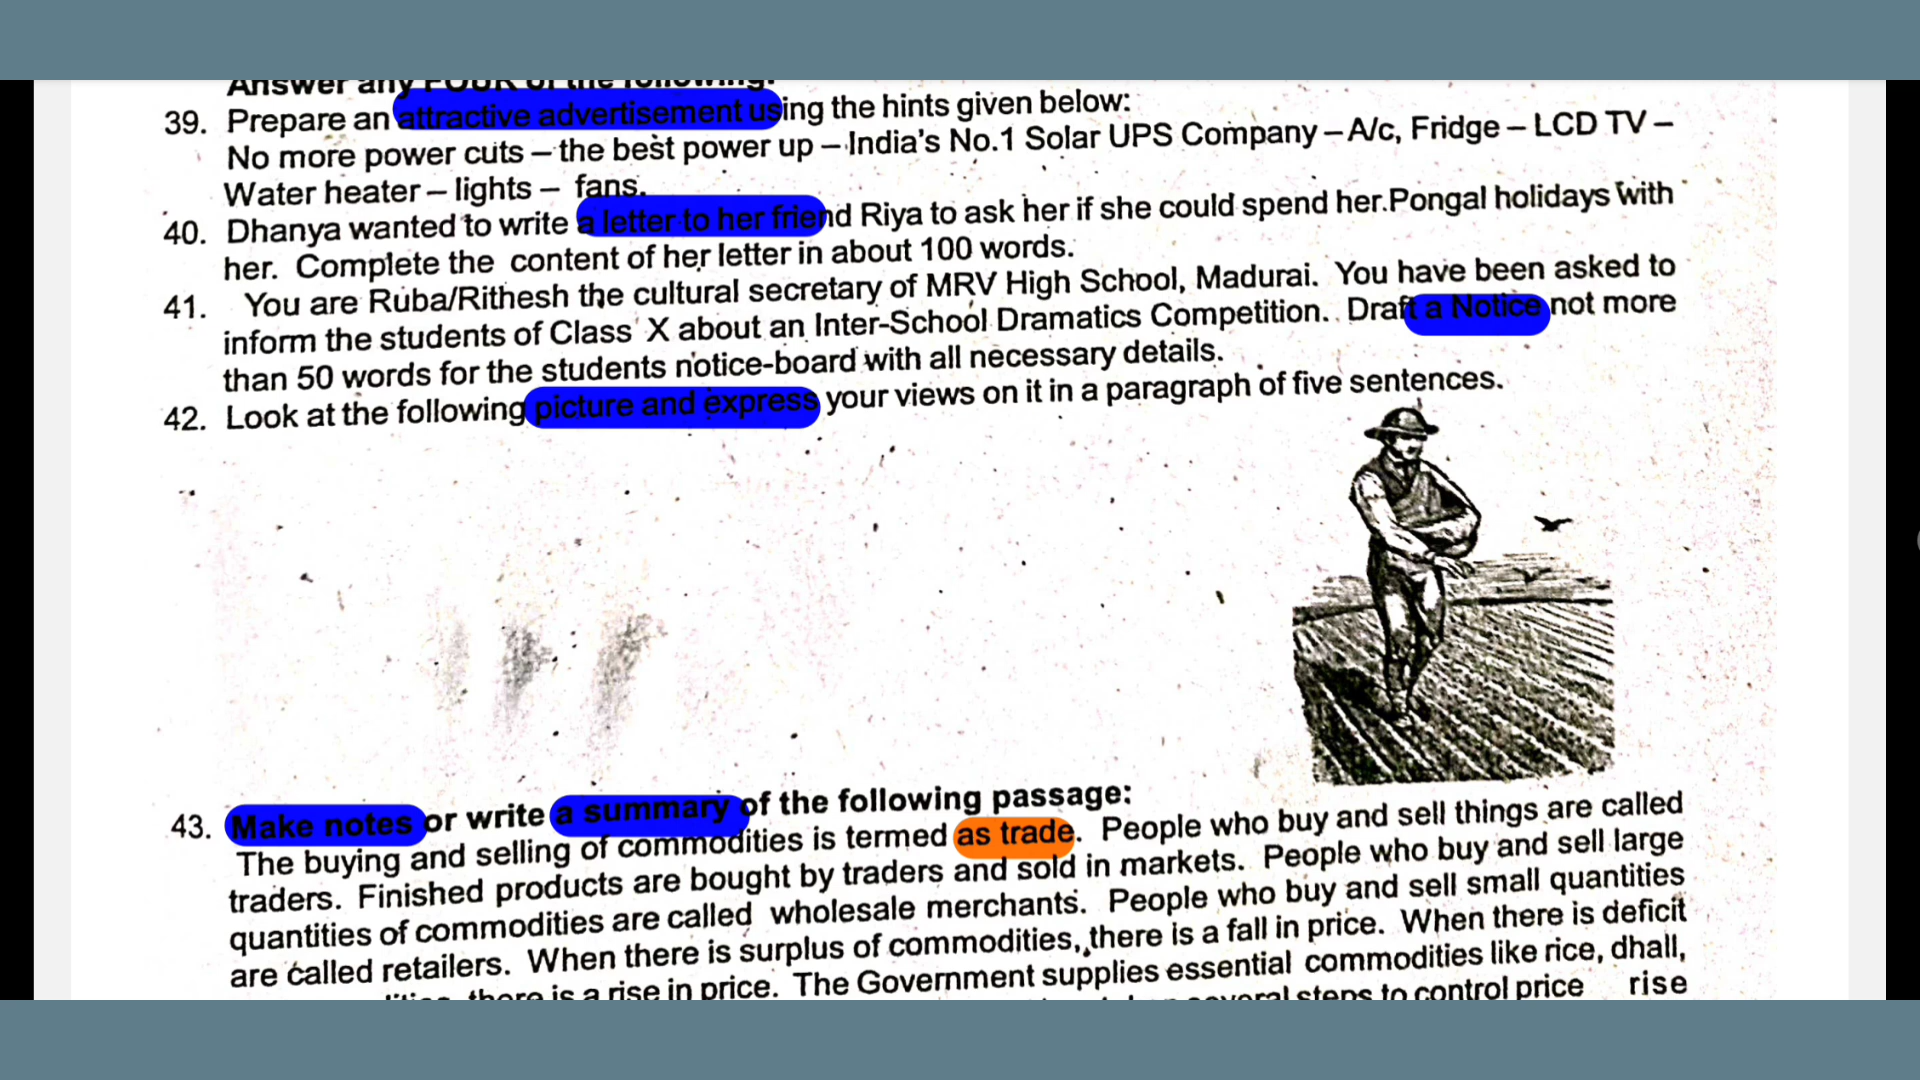 Answer any FOUR of the following:
39. Prepare an attractive advertisement using the hints given below:
No more power cuts – the best power up – India's No.1 Solar UPS Company – A/c, Fridge – LCD TV –
Water heater – lights – fans.
40. Dhanya wanted to write a letter to her friend Riya to ask her if she could spend her Pongal holidays with
her. Complete the content of her letter in about 100 words.
41. You are Ruba/Rithesh the cultural secretary of MRV High School, Madurai. You have been asked to
inform the students of Class X about an Inter-School Dramatics Competition. Draft a Notice not more
than 50 words for the students notice-board with all necessary details.
42. Look at the following picture and express your views on it in a paragraph of five sentences.
43. Make notes or write a summary of the following passage:
The buying and selling of commodities is termed as trade. People who buy and sell things are called
traders. Finished products are bought by traders and sold in markets. People who buy and sell large
quantities of commodities are called wholesale merchants. People who buy and sell small quantities
are called retailers. When there is surplus of commodities, there is a fall in price. When there is deficit
there is a rise in price. The Government supplies essential commodities like rice, dhall,
several steps to control price rise